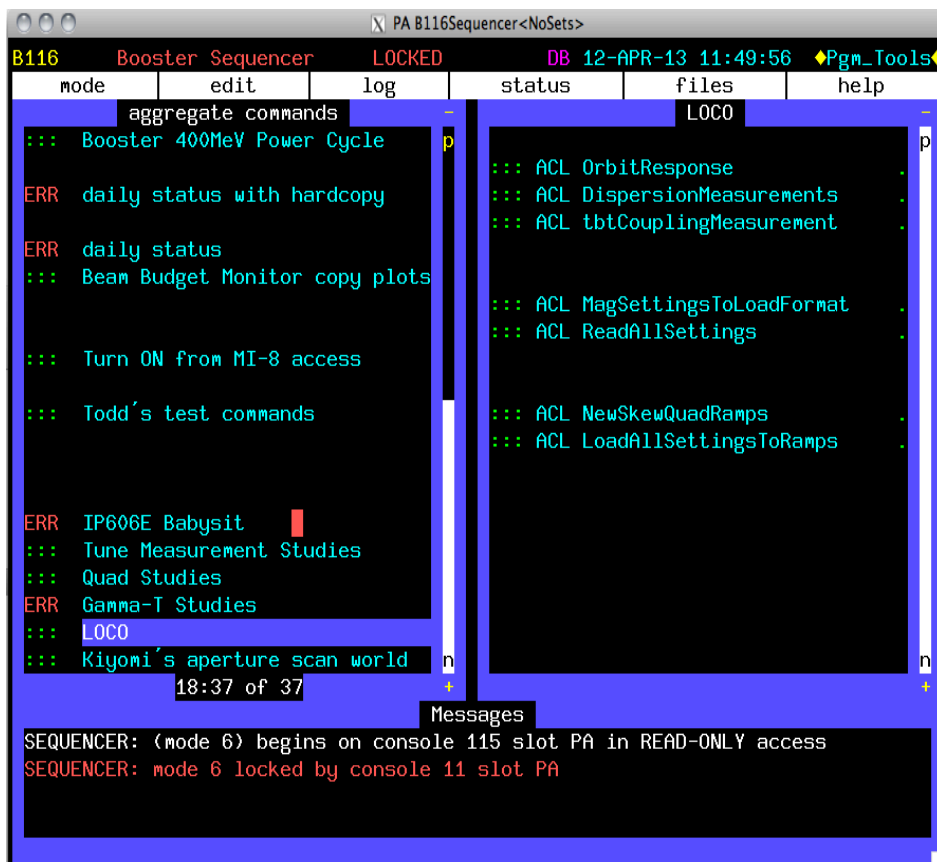 PA B116Sequencer<NoSets>
B116 Booster Sequencer LOCKED DB 12-APR-13 11:49:56 ♦Pgm_Tools♦
mode edit log status files help
aggregate commands -
::: Booster 400MeV Power Cycle p
ERR daily status with hardcopy
ERR daily status
::: Beam Budget Monitor copy plots
::: Turn ON from MI-8 access
::: Todd's test commands
ERR IP606E Babysit
::: Tune Measurement Studies
::: Quad Studies
ERR Gamma-T Studies
::: LOCO
::: Kiyomi's aperture scan world n
18:37 of 37 +
LOCO -
p
::: ACL OrbitResponse .
::: ACL DispersionMeasurements .
::: ACL tbtCouplingMeasurement .
::: ACL MagSettingsToLoadFormat .
::: ACL ReadAllSettings .
::: ACL NewSkewQuadRamps .
::: ACL LoadAllSettingsToRamps .
n
+
Messages
SEQUENCER: (mode 6) begins on console 115 slot PA in READ-ONLY access
SEQUENCER: mode 6 locked by console 11 slot PA